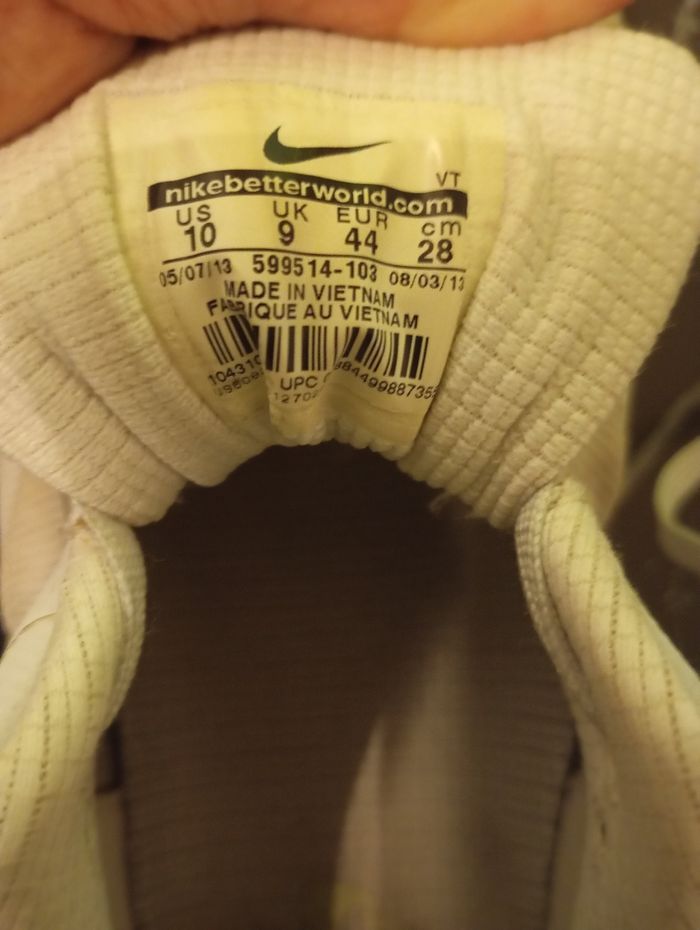 VT
nikebetterworld.com
US UK EUR cm
10 9 44 28
05/07/13 599514-103 08/03/13
MADE IN VIETNAM
FABRIQUE AU VIETNAM
UPC